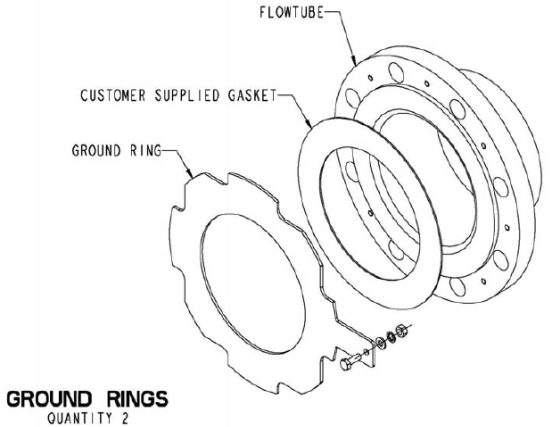 FLOWTUBE
CUSTOMER SUPPLIED GASKET
GROUND RING
GROUND RINGS
QUANTITY 2